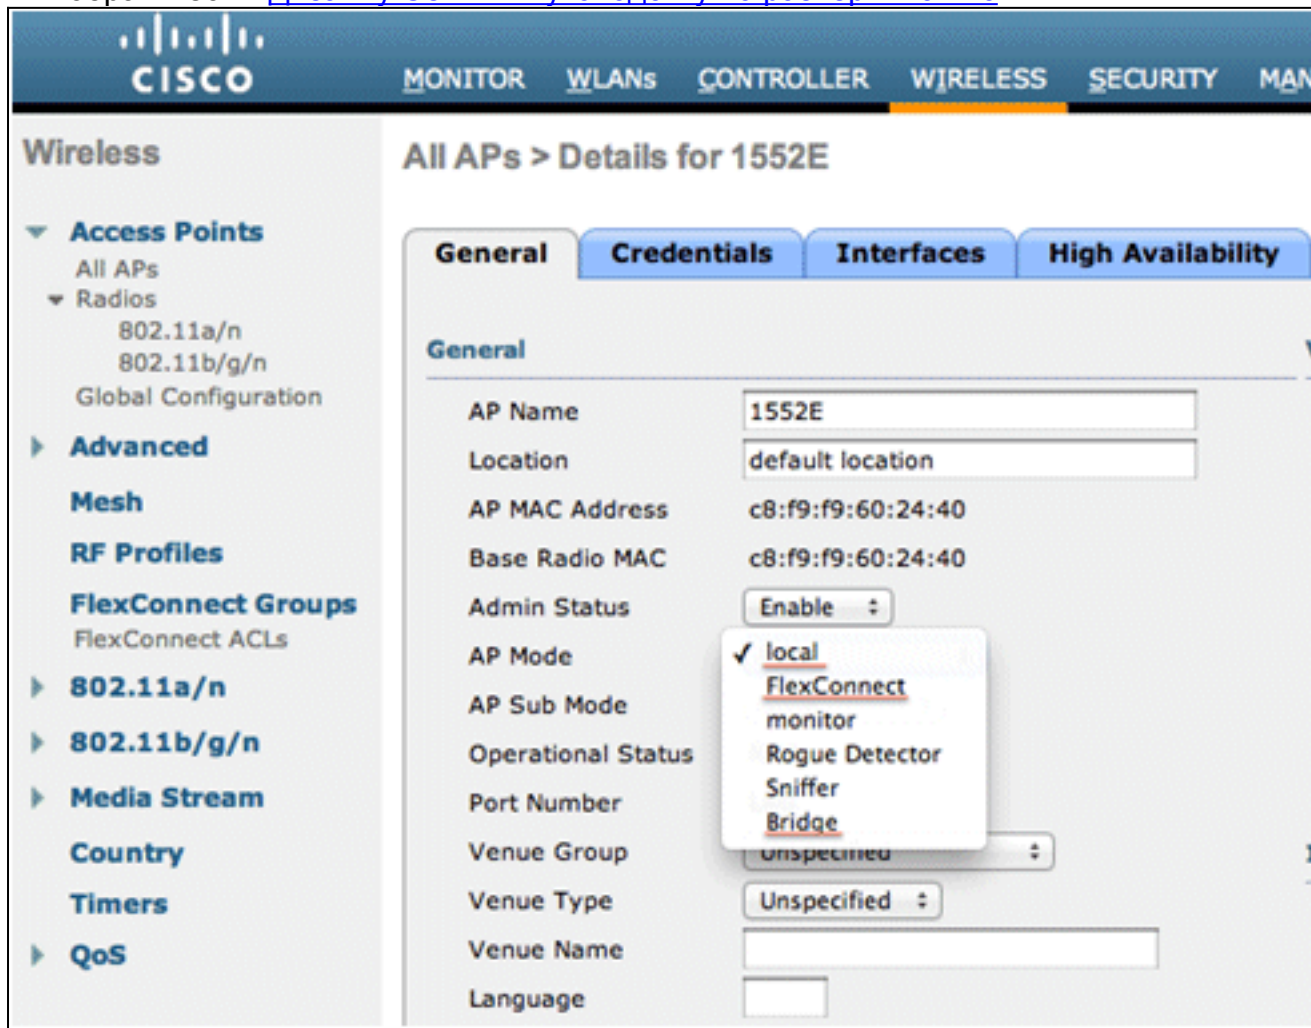 CISCO
MONITOR WLANs CONTROLLER WIRELESS SECURITY MAN
Wireless
Access Points
All APs
Radios
802.11a/n
802.11b/g/n
Global Configuration
Advanced
Mesh
RF Profiles
FlexConnect Groups
FlexConnect ACLs
802.11a/n
802.11b/g/n
Media Stream
Country
Timers
QoS
All APs > Details for 1552E
General Credentials Interfaces High Availability
General
AP Name 1552E
Location default location
AP MAC Address c8:f9:f9:60:24:40
Base Radio MAC c8:f9:f9:60:24:40
Admin Status Enable
AP Mode local
FlexConnect
AP Sub Mode
monitor
Operational Status Rogue Detector
Sniffer
Port Number
Bridge
Venue Group Unspecified
Venue Type Unspecified
Venue Name
Language